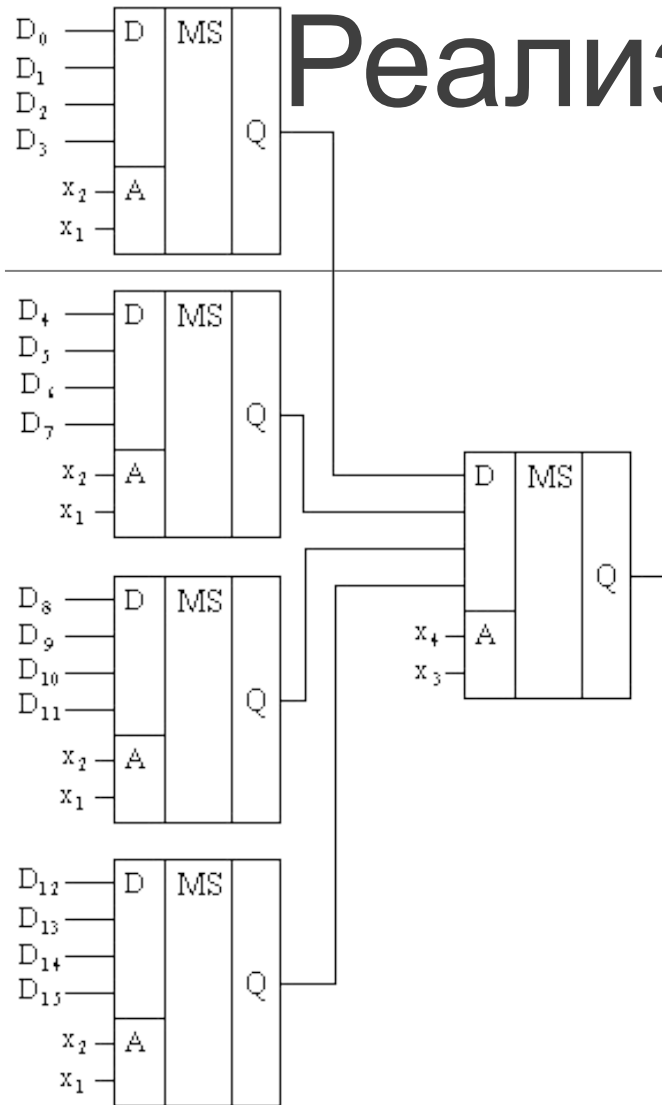 Реализ
D₀ D MS
D₁
D₂
D₃ Q
x₂ A
x₁
D₄ D MS
D₅
D₆
D₇ Q
x₂ A
x₁
D₈ D MS
D₉
D₁₀
D₁₁ Q
x₂ A
x₁
D₁₂ D MS
D₁₃
D₁₄
D₁₅ Q
x₂ A
x₁
D MS
Q
x₄ A
x₃